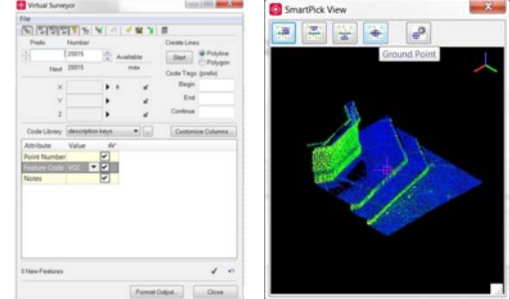 Virtual Surveyor
File
Prefix Number Create Lines
20015 Available Start Polyline
Polygon
Next 20015 max Code Tags (prefix)
Begin
X
Y End
Z Continue
Code Library description keys ... Customize Columns...
Attribute Value
Point Number
Feature Code VGC
Notes
0 New Features
Format Output... Close
SmartPick View
Ground Point